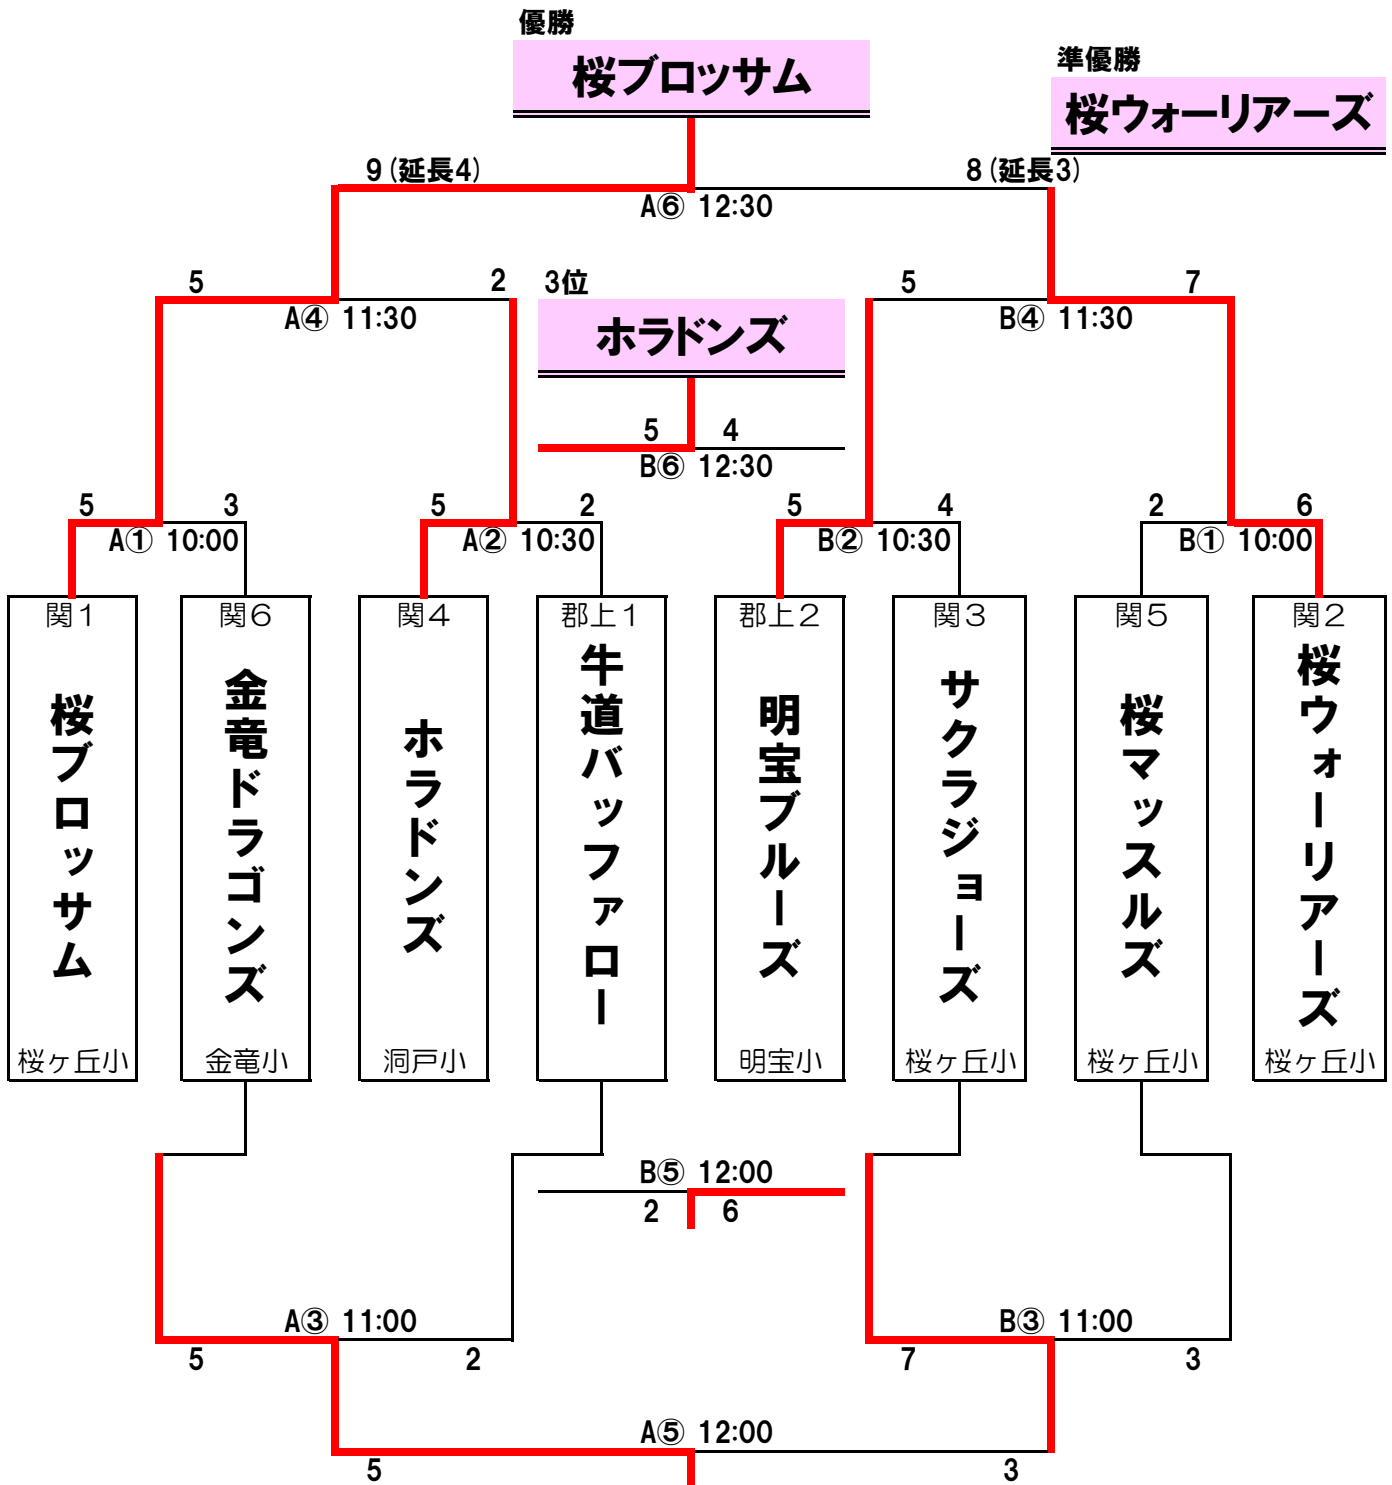 優勝
桜ブロッサム
準優勝
桜ウォーリアーズ
9(延長4)
8(延長3)
A⑥ 12:30
5
2
3位
5
7
A④ 11:30
B④ 11:30
ホラドンズ
5
4
B⑥ 12:30
5
3
5
2
5
4
2
6
A① 10:00
A② 10:30
B② 10:30
B① 10:00
関1
桜ブロッサム
桜ヶ丘小
関6
金竜ドラゴンズ
金竜小
関4
ホラドンズ
洞戸小
郡上1
牛道バッファロー
郡上2
明宝ブルーズ
明宝小
関3
サクラジョーズ
桜ヶ丘小
関5
桜マッスルズ
桜ヶ丘小
関2
桜ウォーリアーズ
桜ヶ丘小
B⑤ 12:00
2
6
A③ 11:00
B③ 11:00
5
2
7
3
A⑤ 12:00
5
3